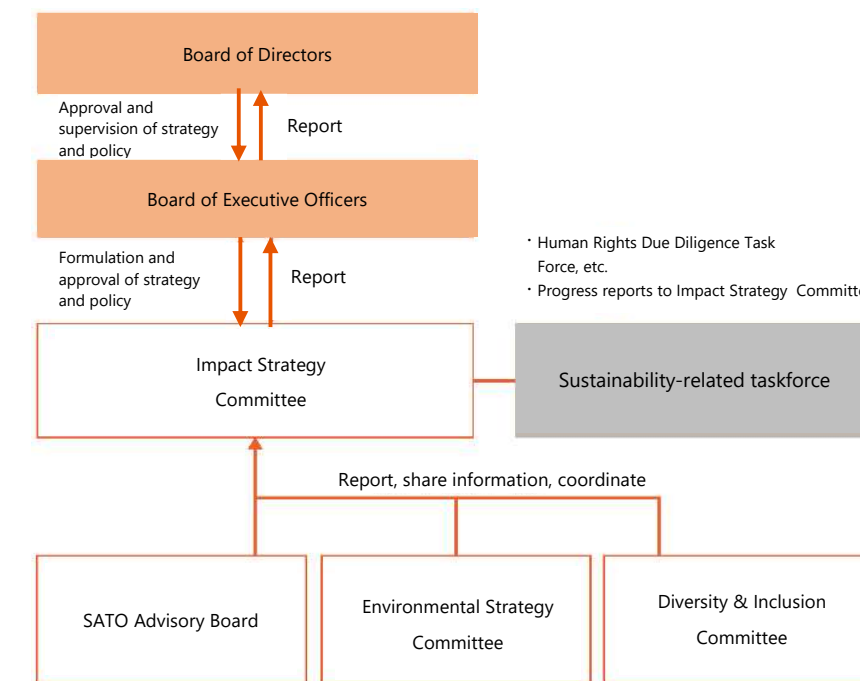 Board of Directors
Approval and
supervision of strategy
and policy
Report
Board of Executive Officers
Formulation and
approval of strategy
and policy
Report
・Human Rights Due Diligence Task
Force, etc.
・Progress reports to Impact Strategy Committe
Impact Strategy
Committee
Sustainability-related taskforce
Report, share information, coordinate
SATO Advisory Board
Environmental Strategy
Committee
Diversity & Inclusion
Committee